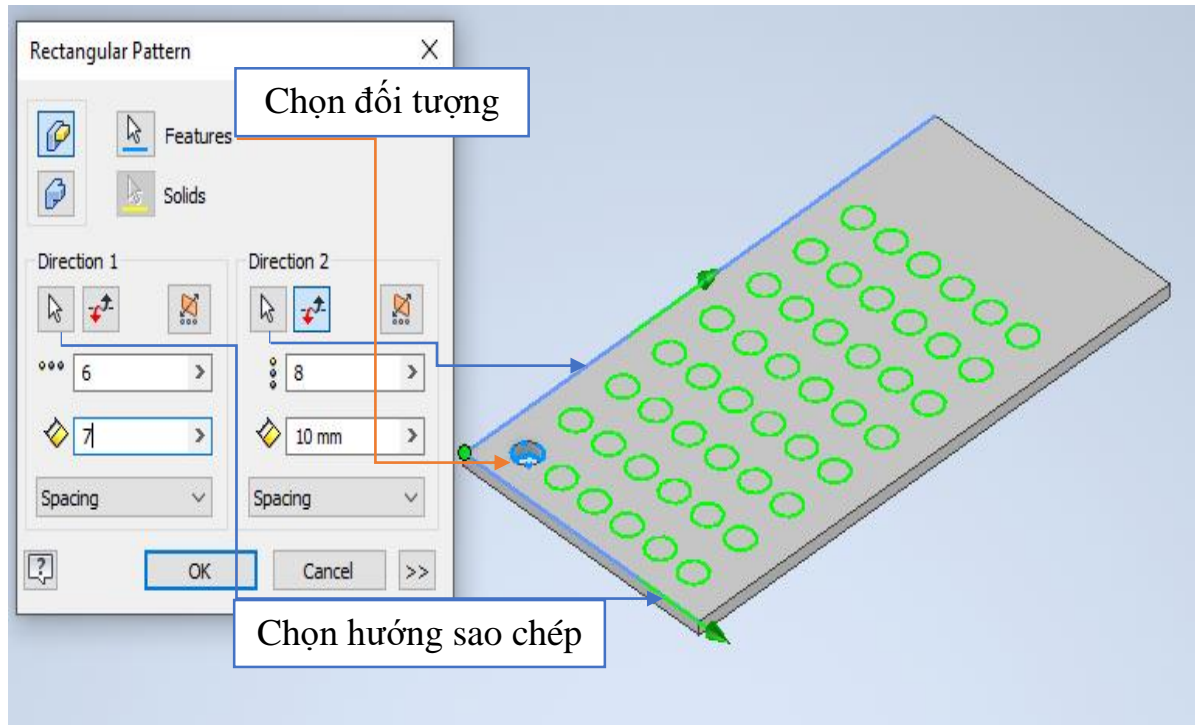 Rectangular Pattern
Chọn đối tượng
Features
Solids
Direction 1
Direction 2
6
8
7
10 mm
Spacing
Spacing
OK
Cancel
>>
Chọn hướng sao chép